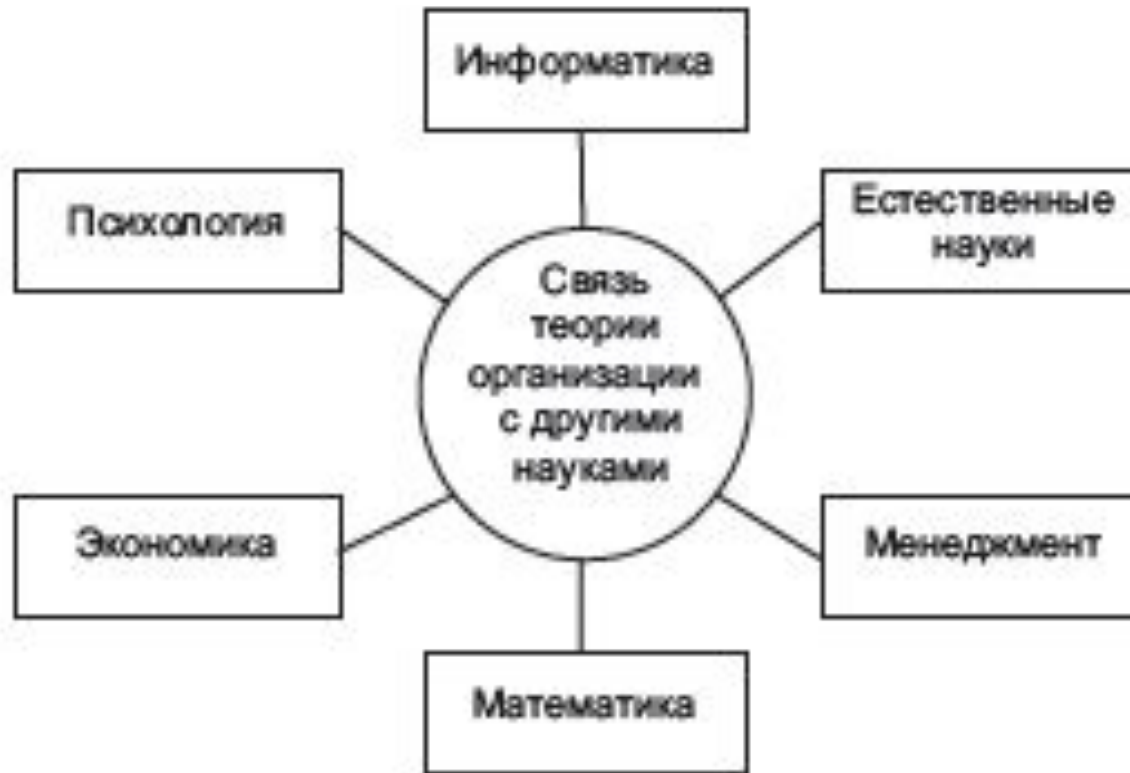 Информатика
Психология
Естественные
науки
Связь
теории
организации
с другими
науками
Экономика
Менеджмент
Математика